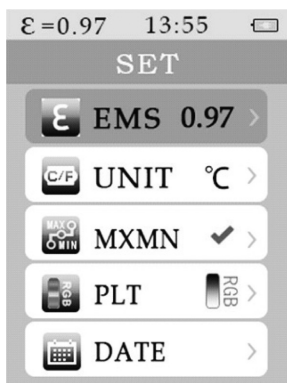 ε=0.97 13:55
SET
ε EMS 0.97 >
C/F UNIT °C >
MAX MIN MXMN ✔ >
RGB PLT RGB >
DATE >